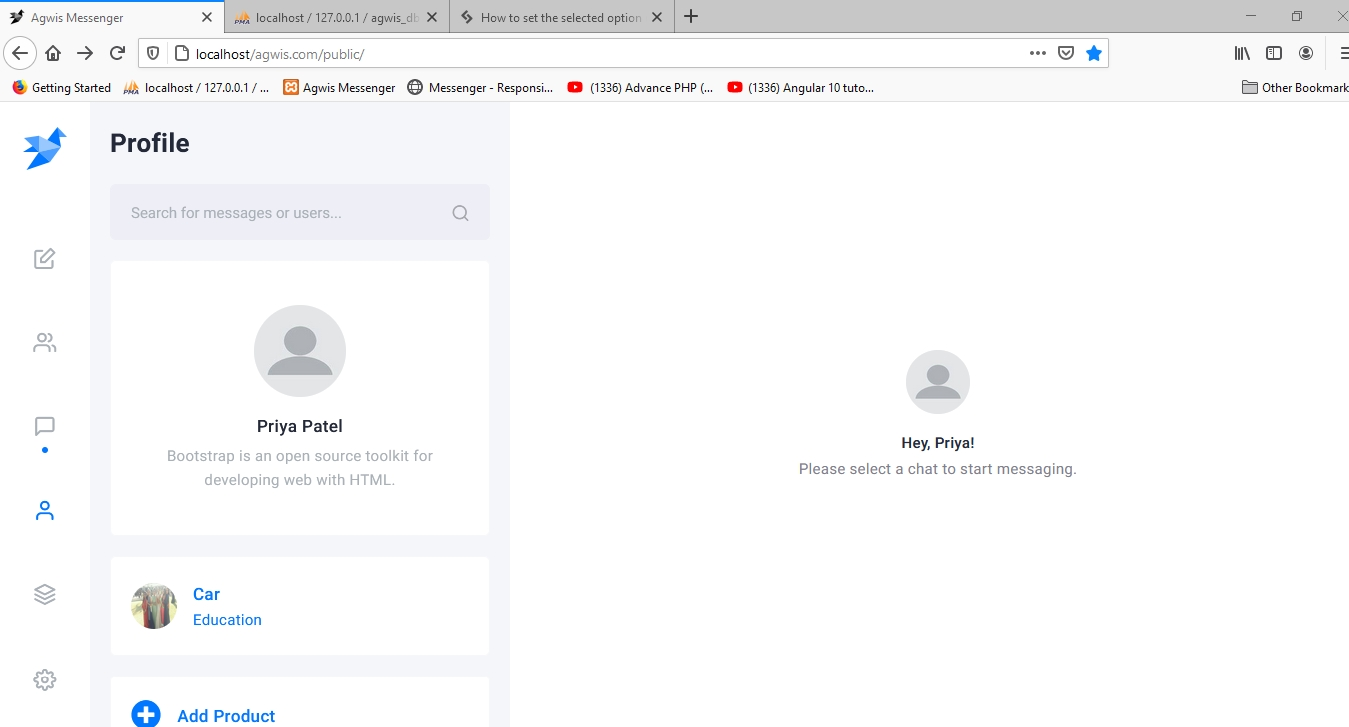 Agwis Messenger
localhost / 127.0.0.1 / agwis_db
How to set the selected option
localhost/agwis.com/public/
Getting Started
localhost / 127.0.0.1 / ...
Agwis Messenger
Messenger - Responsi...
(1336) Advance PHP (...
(1336) Angular 10 tuto...
Other Bookmark
Profile
Search for messages or users...
Priya Patel
Bootstrap is an open source toolkit for
developing web with HTML.
Hey, Priya!
Please select a chat to start messaging.
Car
Education
Add Product